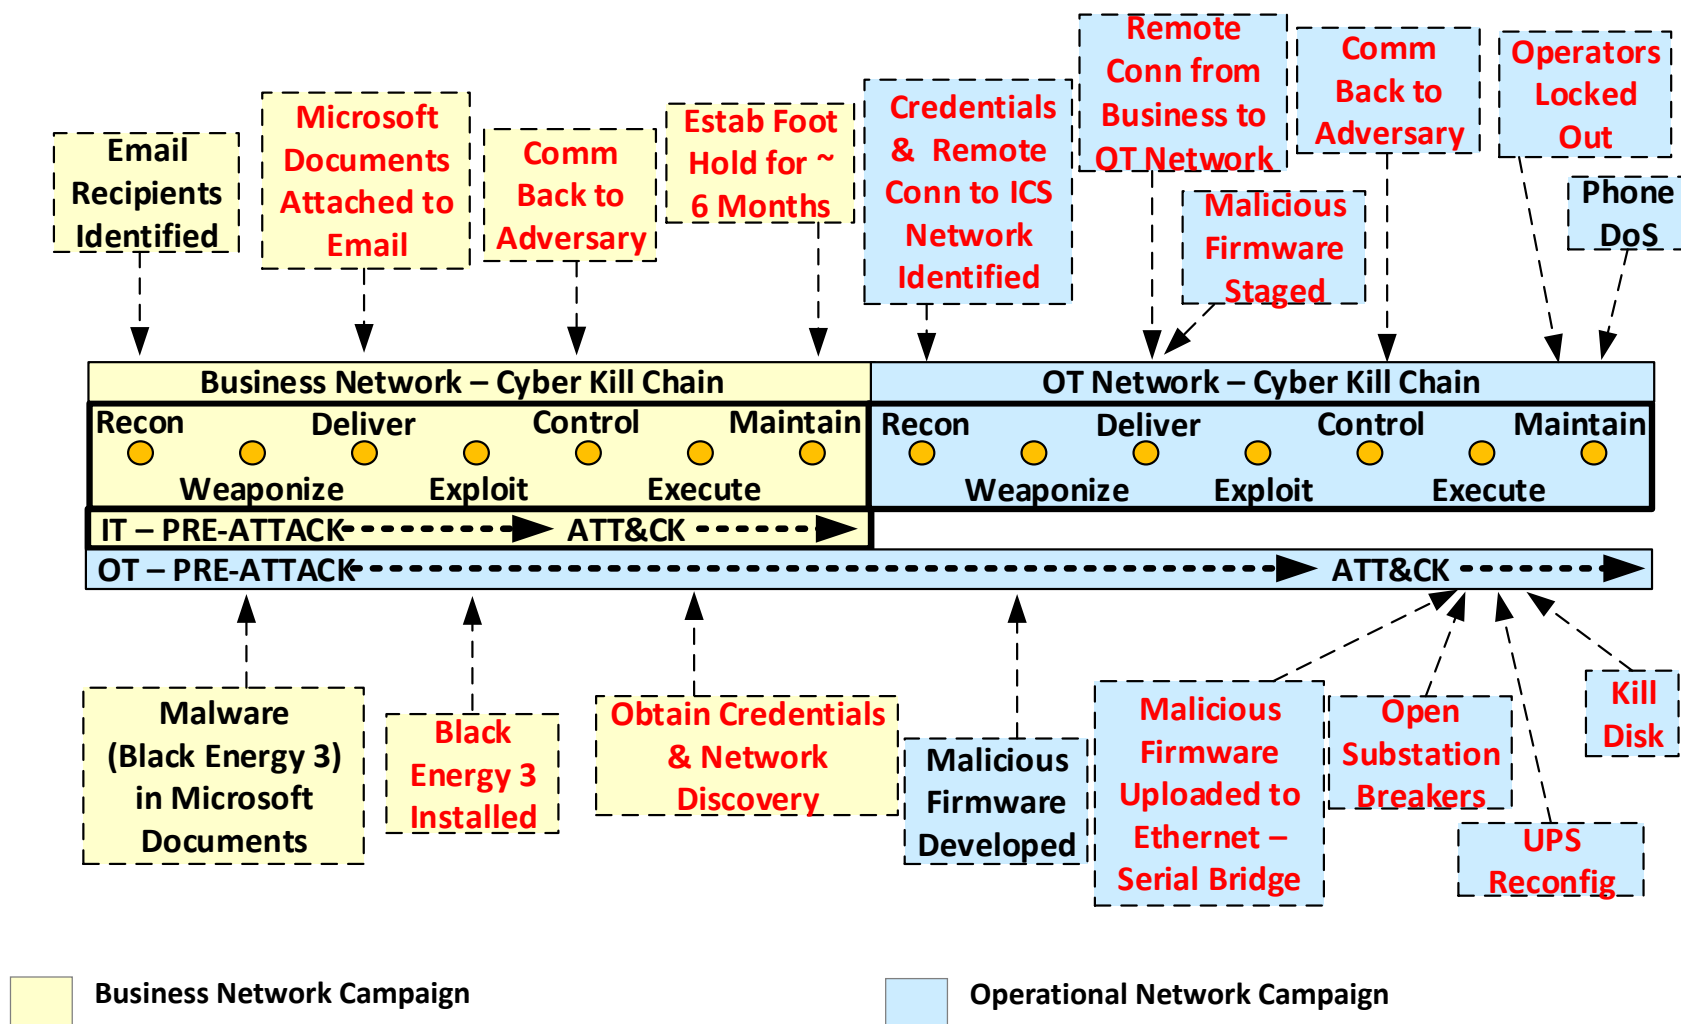 Email
Recipients
Identified
Microsoft
Documents
Attached to
Email
Comm
Back to
Adversary
Estab Foot
Hold for ~
6 Months
Credentials
& Remote
Conn to ICS
Network
Identified
Remote
Conn from
Business to
OT Network
Malicious
Firmware
Staged
Comm
Back to
Adversary
Operators
Locked
Out
Phone
DoS
Business Network – Cyber Kill Chain
OT Network – Cyber Kill Chain
Recon
Weaponize
Deliver
Exploit
Control
Execute
Maintain
Recon
Weaponize
Deliver
Exploit
Control
Execute
Maintain
IT – PRE-ATTACK
ATT&CK
OT – PRE-ATTACK
ATT&CK
Malware
(Black Energy 3)
in Microsoft
Documents
Black
Energy 3
Installed
Obtain Credentials
& Network
Discovery
Malicious
Firmware
Developed
Malicious
Firmware
Uploaded to
Ethernet –
Serial Bridge
Open
Substation
Breakers
UPS
Reconfig
Kill
Disk
Business Network Campaign
Operational Network Campaign